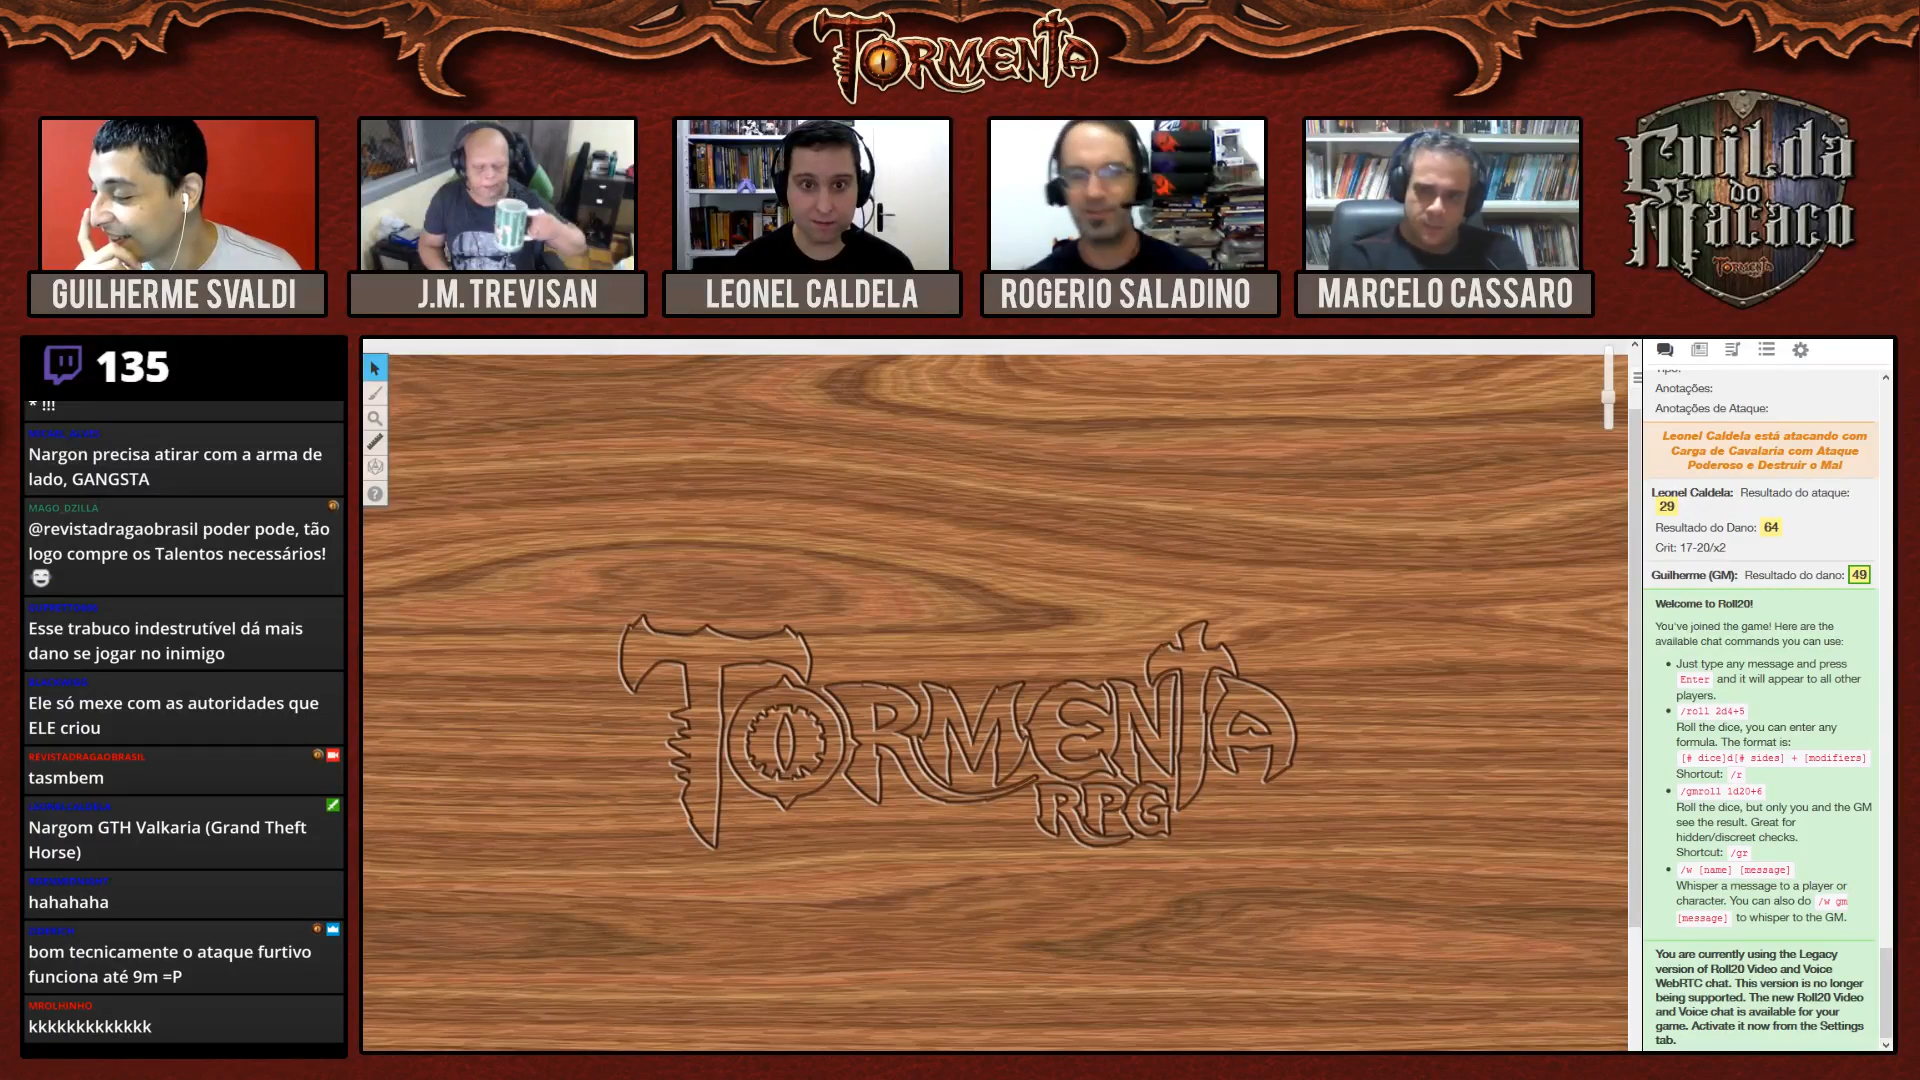 TORMENTA
Guilda
do
Macaco
TORMENTA
GUILHERME SVALDI
J.M. TREVISAN
LEONEL CALDELA
ROGERIO SALADINO
MARCELO CASSARO
135
* !!!
Nargon precisa atirar com a arma de
lado, GANGSTA
MAGO_DZILLA
@revistadragaobrasil poder pode, tão
logo compre os Talentos necessários!
Esse trabuco indestrutível dá mais
dano se jogar no inimigo
Ele só mexe com as autoridades que
ELE criou
REVISTADRAGAOBRASIL
tasmbem
Nargom GTH Valkaria (Grand Theft
Horse)
hahahaha
bom tecnicamente o ataque furtivo
funciona até 9m =P
MROLHINHO
kkkkkkkkkkkkk
TORMENTA
RPG
Tipo:
Anotações:
Anotações de Ataque:
Leonel Caldela está atacando com
Carga de Cavalaria com Ataque
Poderoso e Destruir o Mal
Leonel Caldela: Resultado do ataque:
29
Resultado do Dano: 64
Crit: 17-20/x2
Guilherme (GM): Resultado do dano: 49
Welcome to Roll20!
You've joined the game! Here are the
available chat commands you can use:
Just type any message and press
Enter and it will appear to all other
players.
/roll 2d4+5
Roll the dice, you can enter any
formula. The format is:
[# dice]d[# sides] + [modifiers]
Shortcut: /r
/gmroll 1d20+6
Roll the dice, but only you and the GM
see the result. Great for
hidden/discreet checks.
Shortcut: /gr
/w [name] [message]
Whisper a message to a player or
character. You can also do /w gm
[message] to whisper to the GM.
You are currently using the Legacy
version of Roll20 Video and Voice
WebRTC chat. This version is no longer
being supported. The new Roll20 Video
and Voice chat is available for your
game. Activate it now from the Settings
tab.